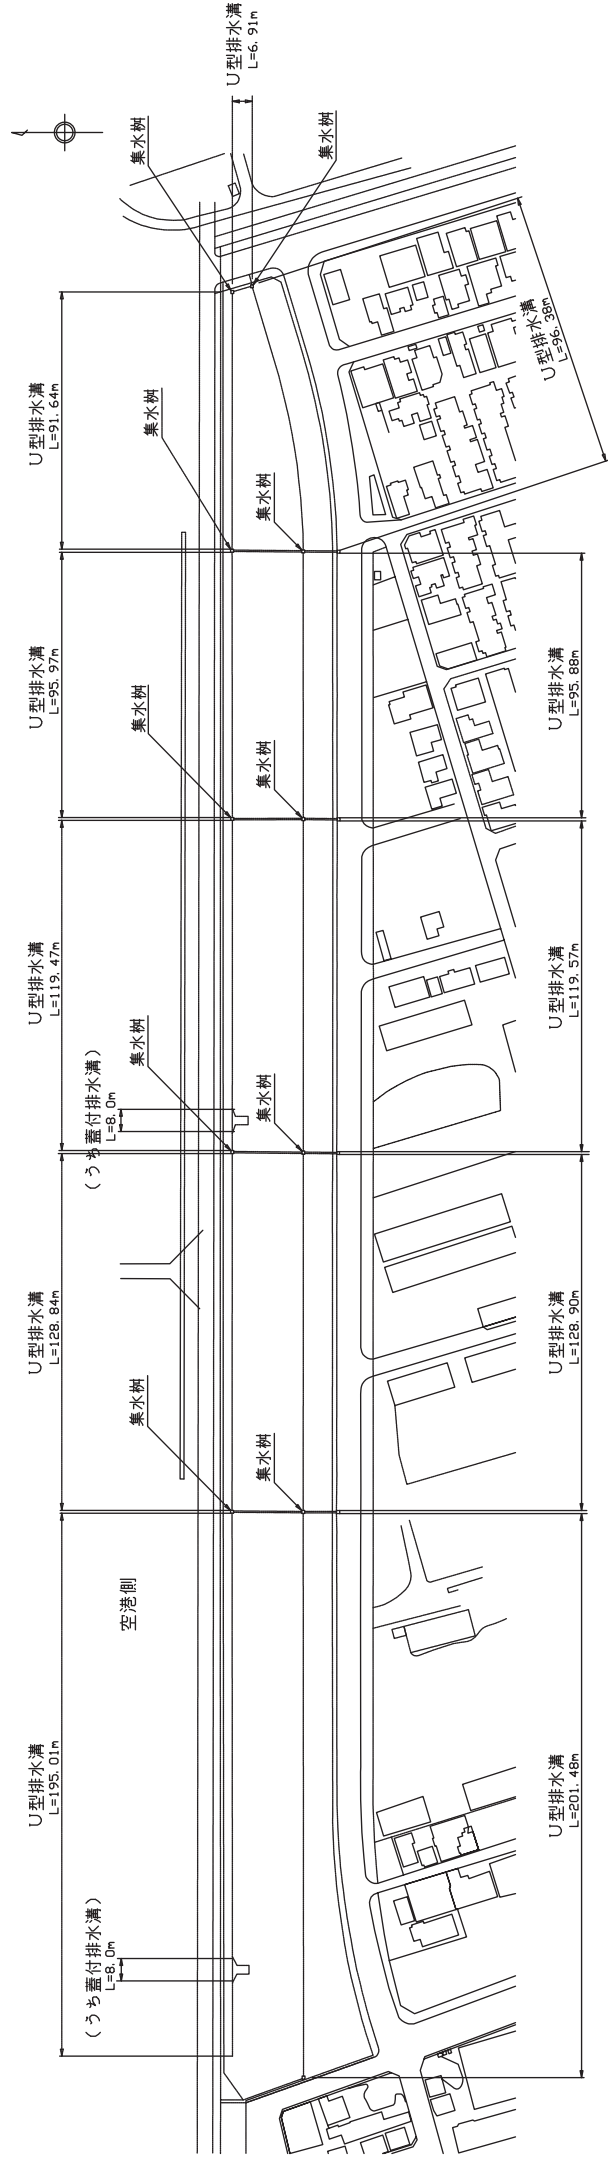 U型排水溝
L=195.01m
U型排水溝
L=128.84m
U型排水溝
L=119.47m
U型排水溝
L=95.97m
U型排水溝
L=91.64m
(うち蓋付排水溝)
L=8.0m
(うち蓋付排水溝)
L=8.0m
空港側
集水桝
集水桝
集水桝
集水桝
集水桝
U型排水溝
L=6.91m
集水桝
集水桝
集水桝
集水桝
集水桝
U型排水溝
L=201.48m
U型排水溝
L=128.90m
U型排水溝
L=119.57m
U型排水溝
L=95.88m
U型排水溝
L=96.38m